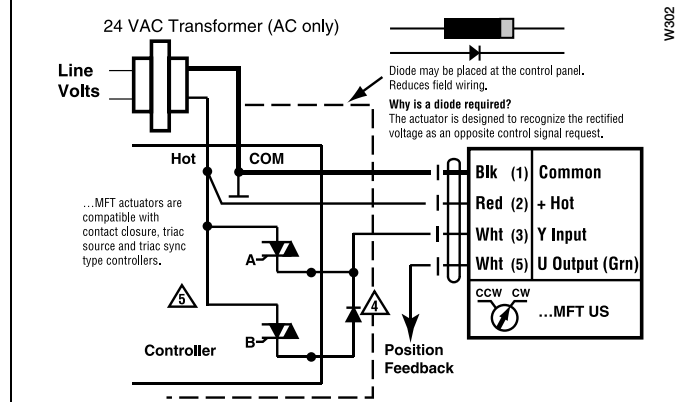 24 VAC Transformer (AC only)
W302
Line
Volts
Diode may be placed at the control panel.
Reduces field wiring.
Why is a diode required?
The actuator is designed to recognize the rectified
voltage as an opposite control signal request.
Hot
COM
Blk (1) Common
Red (2) + Hot
Wht (3) Y Input
Wht (5) U Output (Grn)
...MFT actuators are
compatible with
contact closure, triac
source and triac sync
type controllers.
A
5
4
B
CCW CW
...MFT US
Controller
Position
Feedback